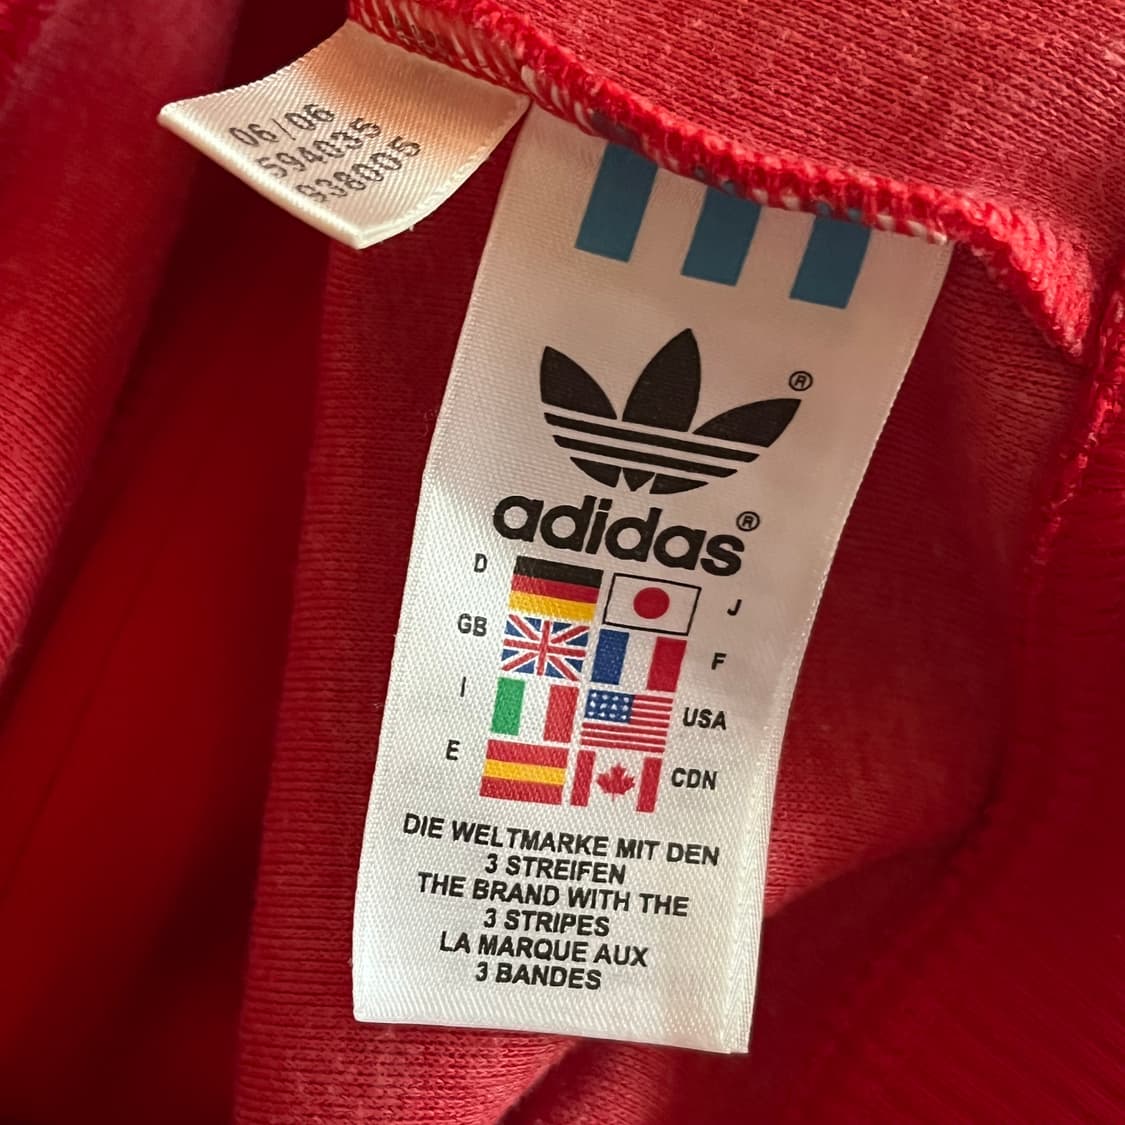 06/06
594035
938005
®
adidas®
D
J
GB
F
I
USA
E
CDN
DIE WELTMARKE MIT DEN
3 STREIFEN
THE BRAND WITH THE
3 STRIPES
LA MARQUE AUX
3 BANDES